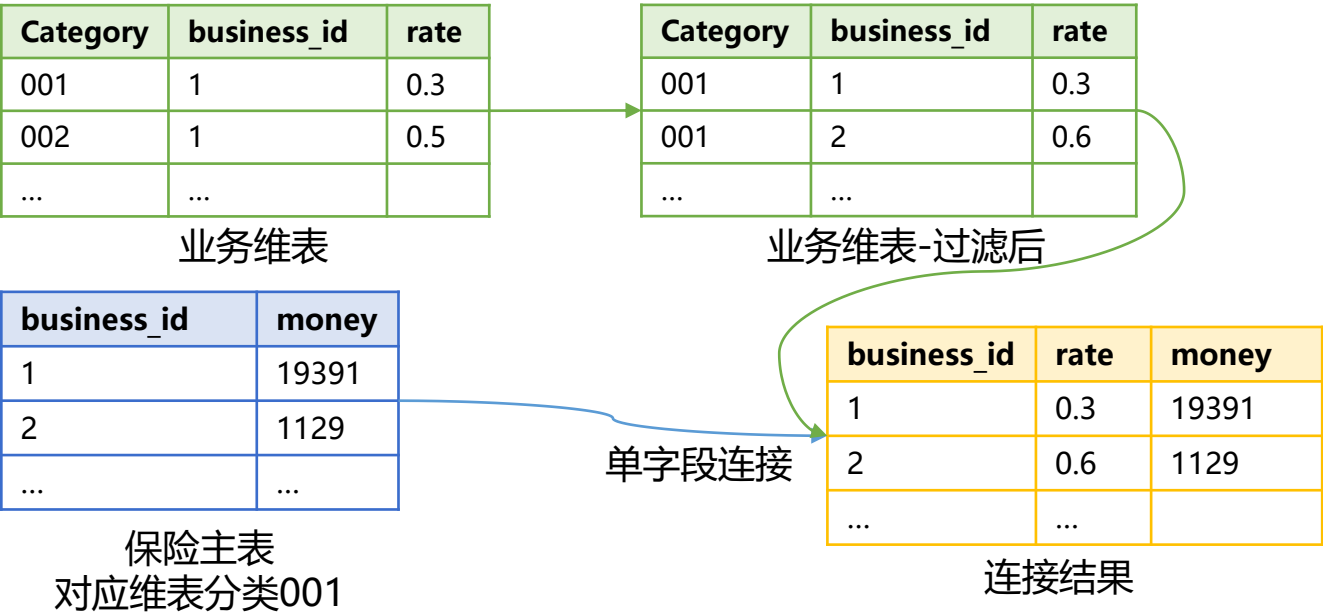 Category business_id rate
001 1 0.3
002 1 0.5
... ...
业务维表
Category business_id rate
001 1 0.3
001 2 0.6
... ...
业务维表-过滤后
business_id money
1 19391
2 1129
... ...
保险主表
对应维表分类001
单字段连接
business_id rate money
1 0.3 19391
2 0.6 1129
... ...
连接结果